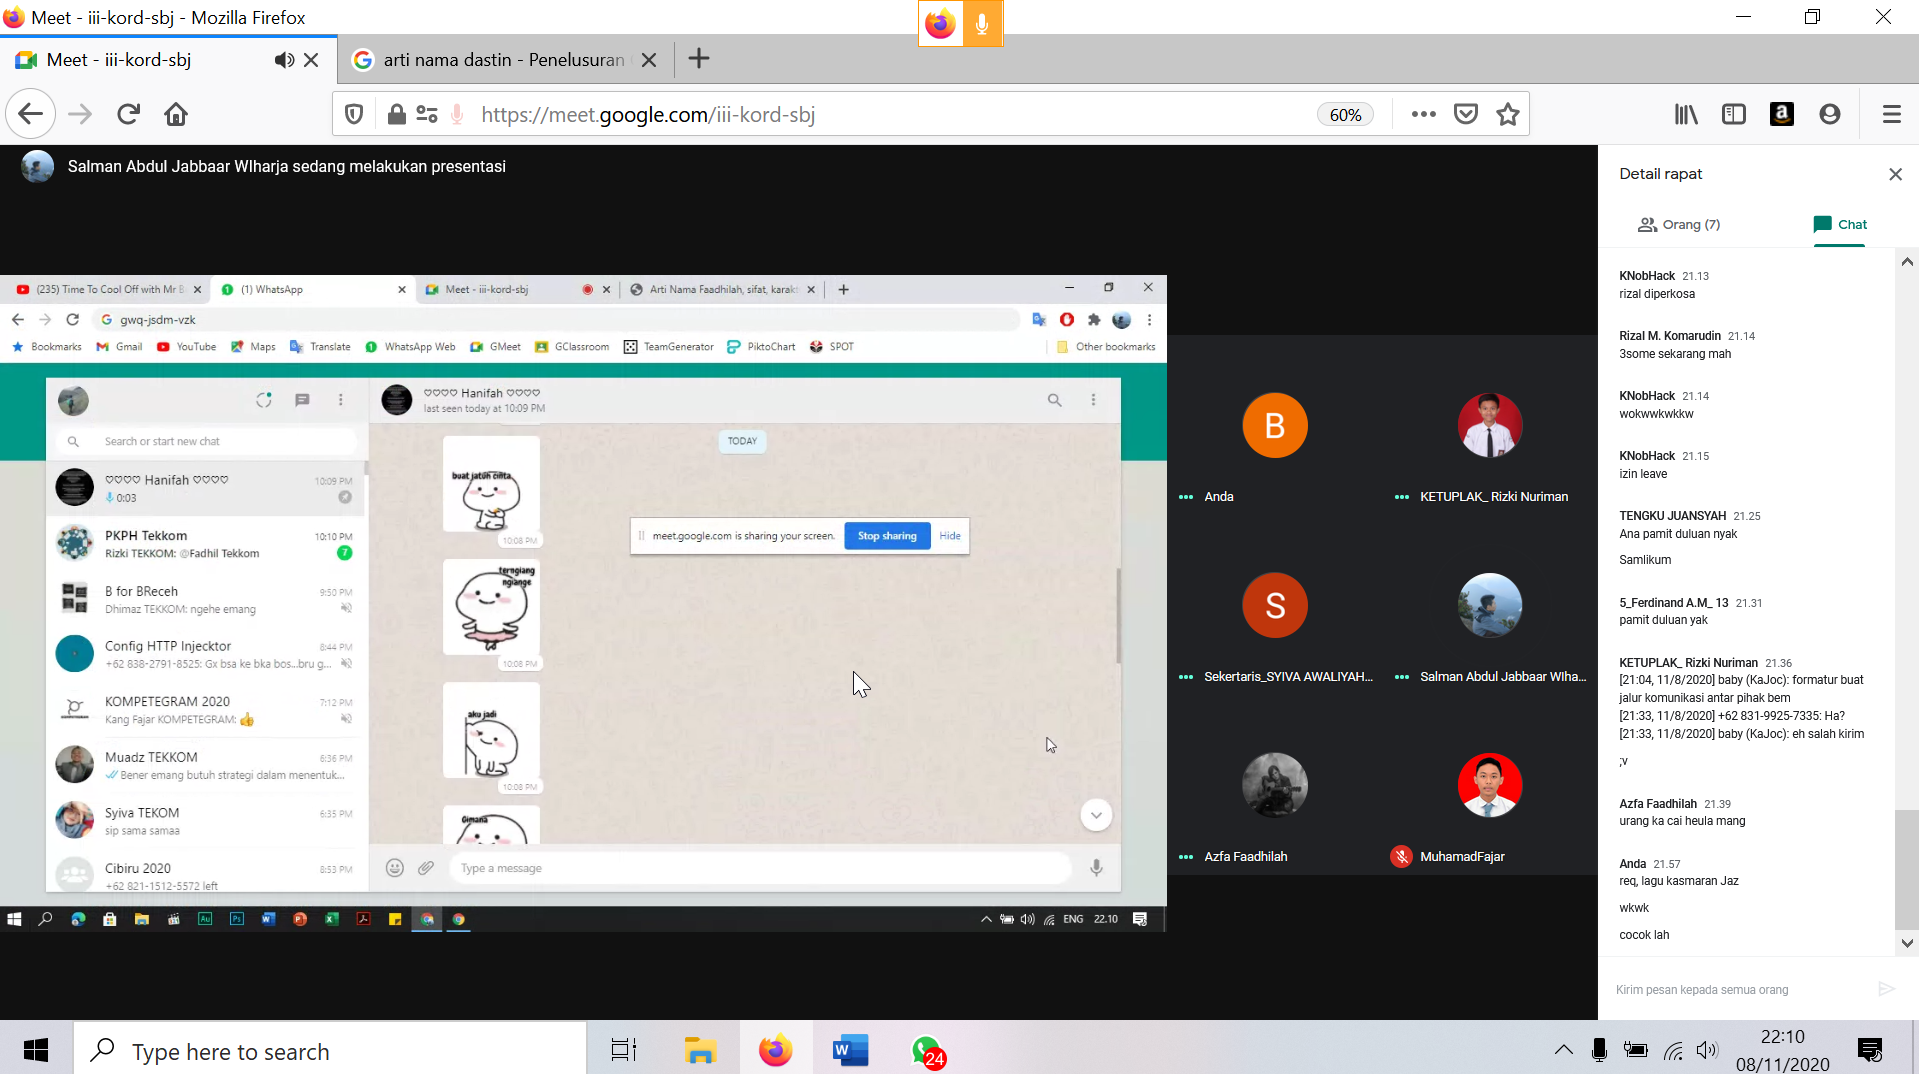 Meet - iii-kord-sbj - Mozilla Firefox
Meet - iii-kord-sbj
arti nama dastin - Penelusuran
https://meet.google.com/iii-kord-sbj
60%
Salman Abdul Jabbaar WIharja sedang melakukan presentasi
(235) Time To Cool Off with Mr B
(1) WhatsApp
Meet - iii-kord-sbj
Arti Nama Faadhilah, sifat, karak
gwq-jsdm-vzk
Bookmarks
Gmail
YouTube
Maps
Translate
WhatsApp Web
GMeet
GClassroom
TeamGenerator
PiktoChart
SPOT
Other bookmarks
Search or start new chat
♡♡♡♡ Hanifah ♡♡♡♡ 10:09 PM
0:03
PKPH Tekkom 10:10 PM
Rizki TEKKOM: @Fadhil Tekkom 7
B for BReceh 9:50 PM
Dhimaz TEKKOM: ngehe emang
Config HTTP Injecktor 8:44 PM
+62 838-2791-8525: Gx bsa ke bka bos...bru g...
KOMPETEGRAM 2020 7:12 PM
Kang Fajar KOMPETEGRAM: 👍
Muadz TEKKOM 6:36 PM
Bener emang butuh strategi dalam menentuk...
Syiva TEKOM 6:35 PM
sip sama samaa
Cibiru 2020 8:53 PM
+62 821-1512-5572 left
♡♡♡♡ Hanifah ♡♡♡♡
last seen today at 10:09 PM
TODAY
buat jatuh cinta
10:08 PM
meet.google.com is sharing your screen.
Stop sharing
Hide
terngiang
ngiange
10:08 PM
aku jadi
10:08 PM
Gimana
Type a message
Au
Ps
ENG
22.10
B
Anda
KETUPLAK_ Rizki Nuriman
S
Sekertaris_SYIVA AWALIYAH...
Salman Abdul Jabbaar WIha...
Azfa Faadhilah
MuhamadFajar
Detail rapat
Orang (7)
Chat
KNobHack 21.13
rizal diperkosa
Rizal M. Komarudin 21.14
3some sekarang mah
KNobHack 21.14
wokwwkwkkw
KNobHack 21.15
izin leave
TENGKU JUANSYAH 21.25
Ana pamit duluan nyak
Samlikum
5_Ferdinand A.M_ 13 21.31
pamit duluan yak
KETUPLAK_ Rizki Nuriman 21.36
[21:04, 11/8/2020] baby (KaJoc): formatur buat
jalur komunikasi antar pihak bem
[21:33, 11/8/2020] +62 831-9925-7335: Ha?
[21:33, 11/8/2020] baby (KaJoc): eh salah kirim
;v
Azfa Faadhilah 21.39
urang ka cai heula mang
Anda 21.57
req, lagu kasmaran Jaz
wkwk
cocok lah
Kirim pesan kepada semua orang
Type here to search
24
22:10
08/11/2020